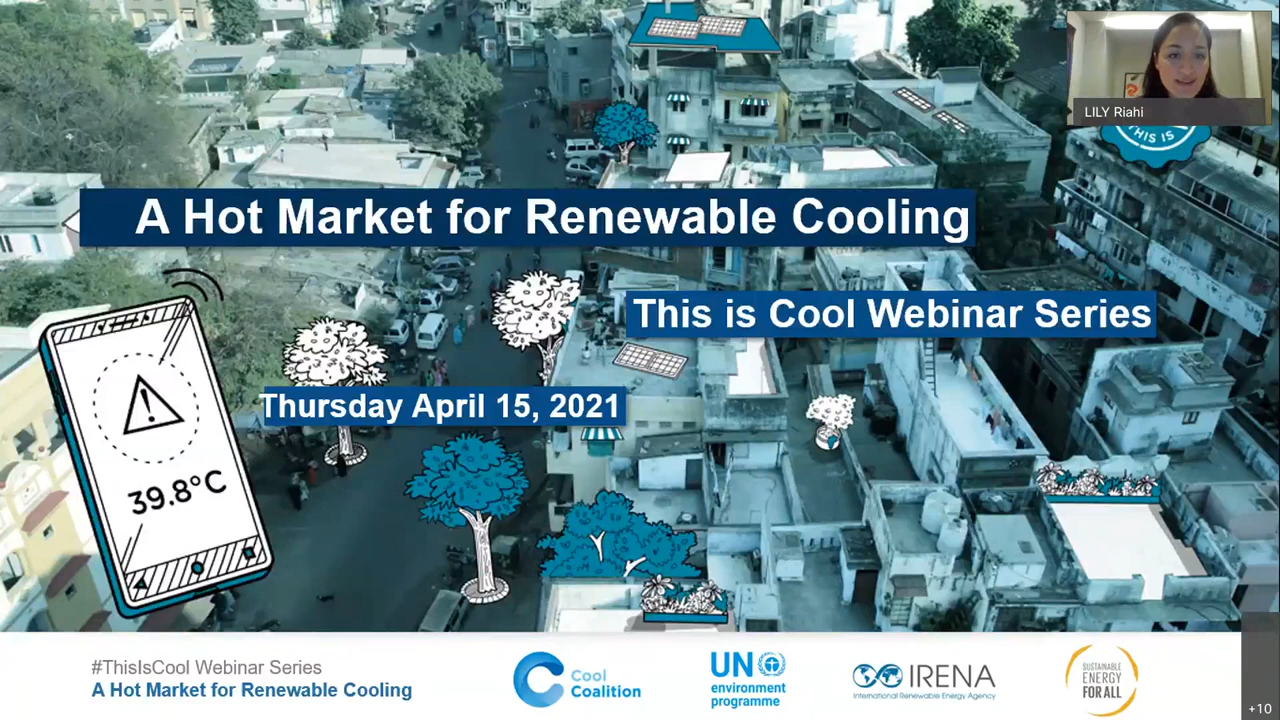 LILY Riahi
THIS IS
A Hot Market for Renewable Cooling
This is Cool Webinar Series
Thursday April 15, 2021
39.8°C
#ThisIsCool Webinar Series
A Hot Market for Renewable Cooling
Cool
Coalition
UN
environment
programme
IRENA
International Renewable Energy Agency
SUSTAINABLE
ENERGY
FOR ALL
+10